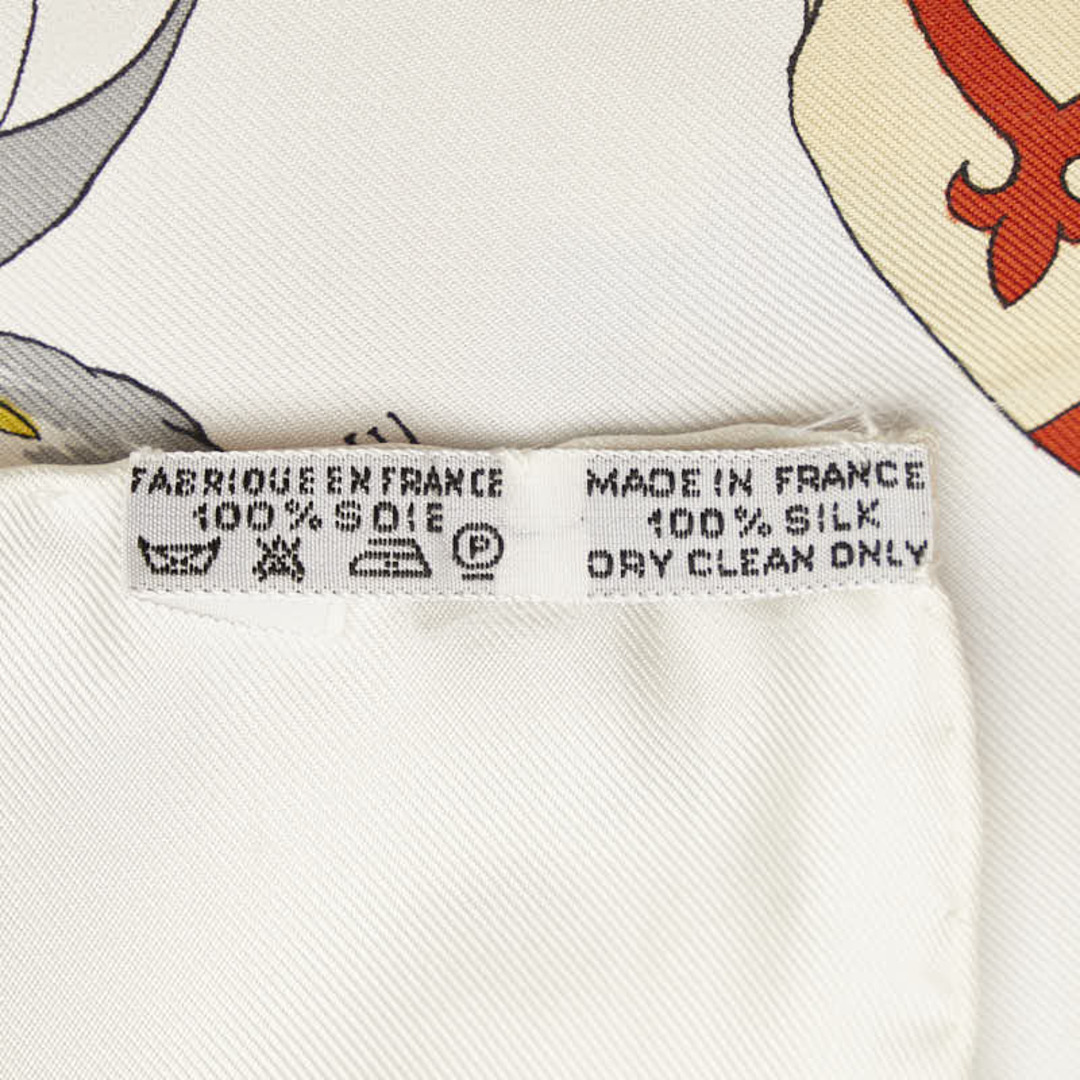 FABRIQUE EN FRANCE
100% SOIE
P
MADE IN FRANCE
100% SILK
DRY CLEAN ONLY